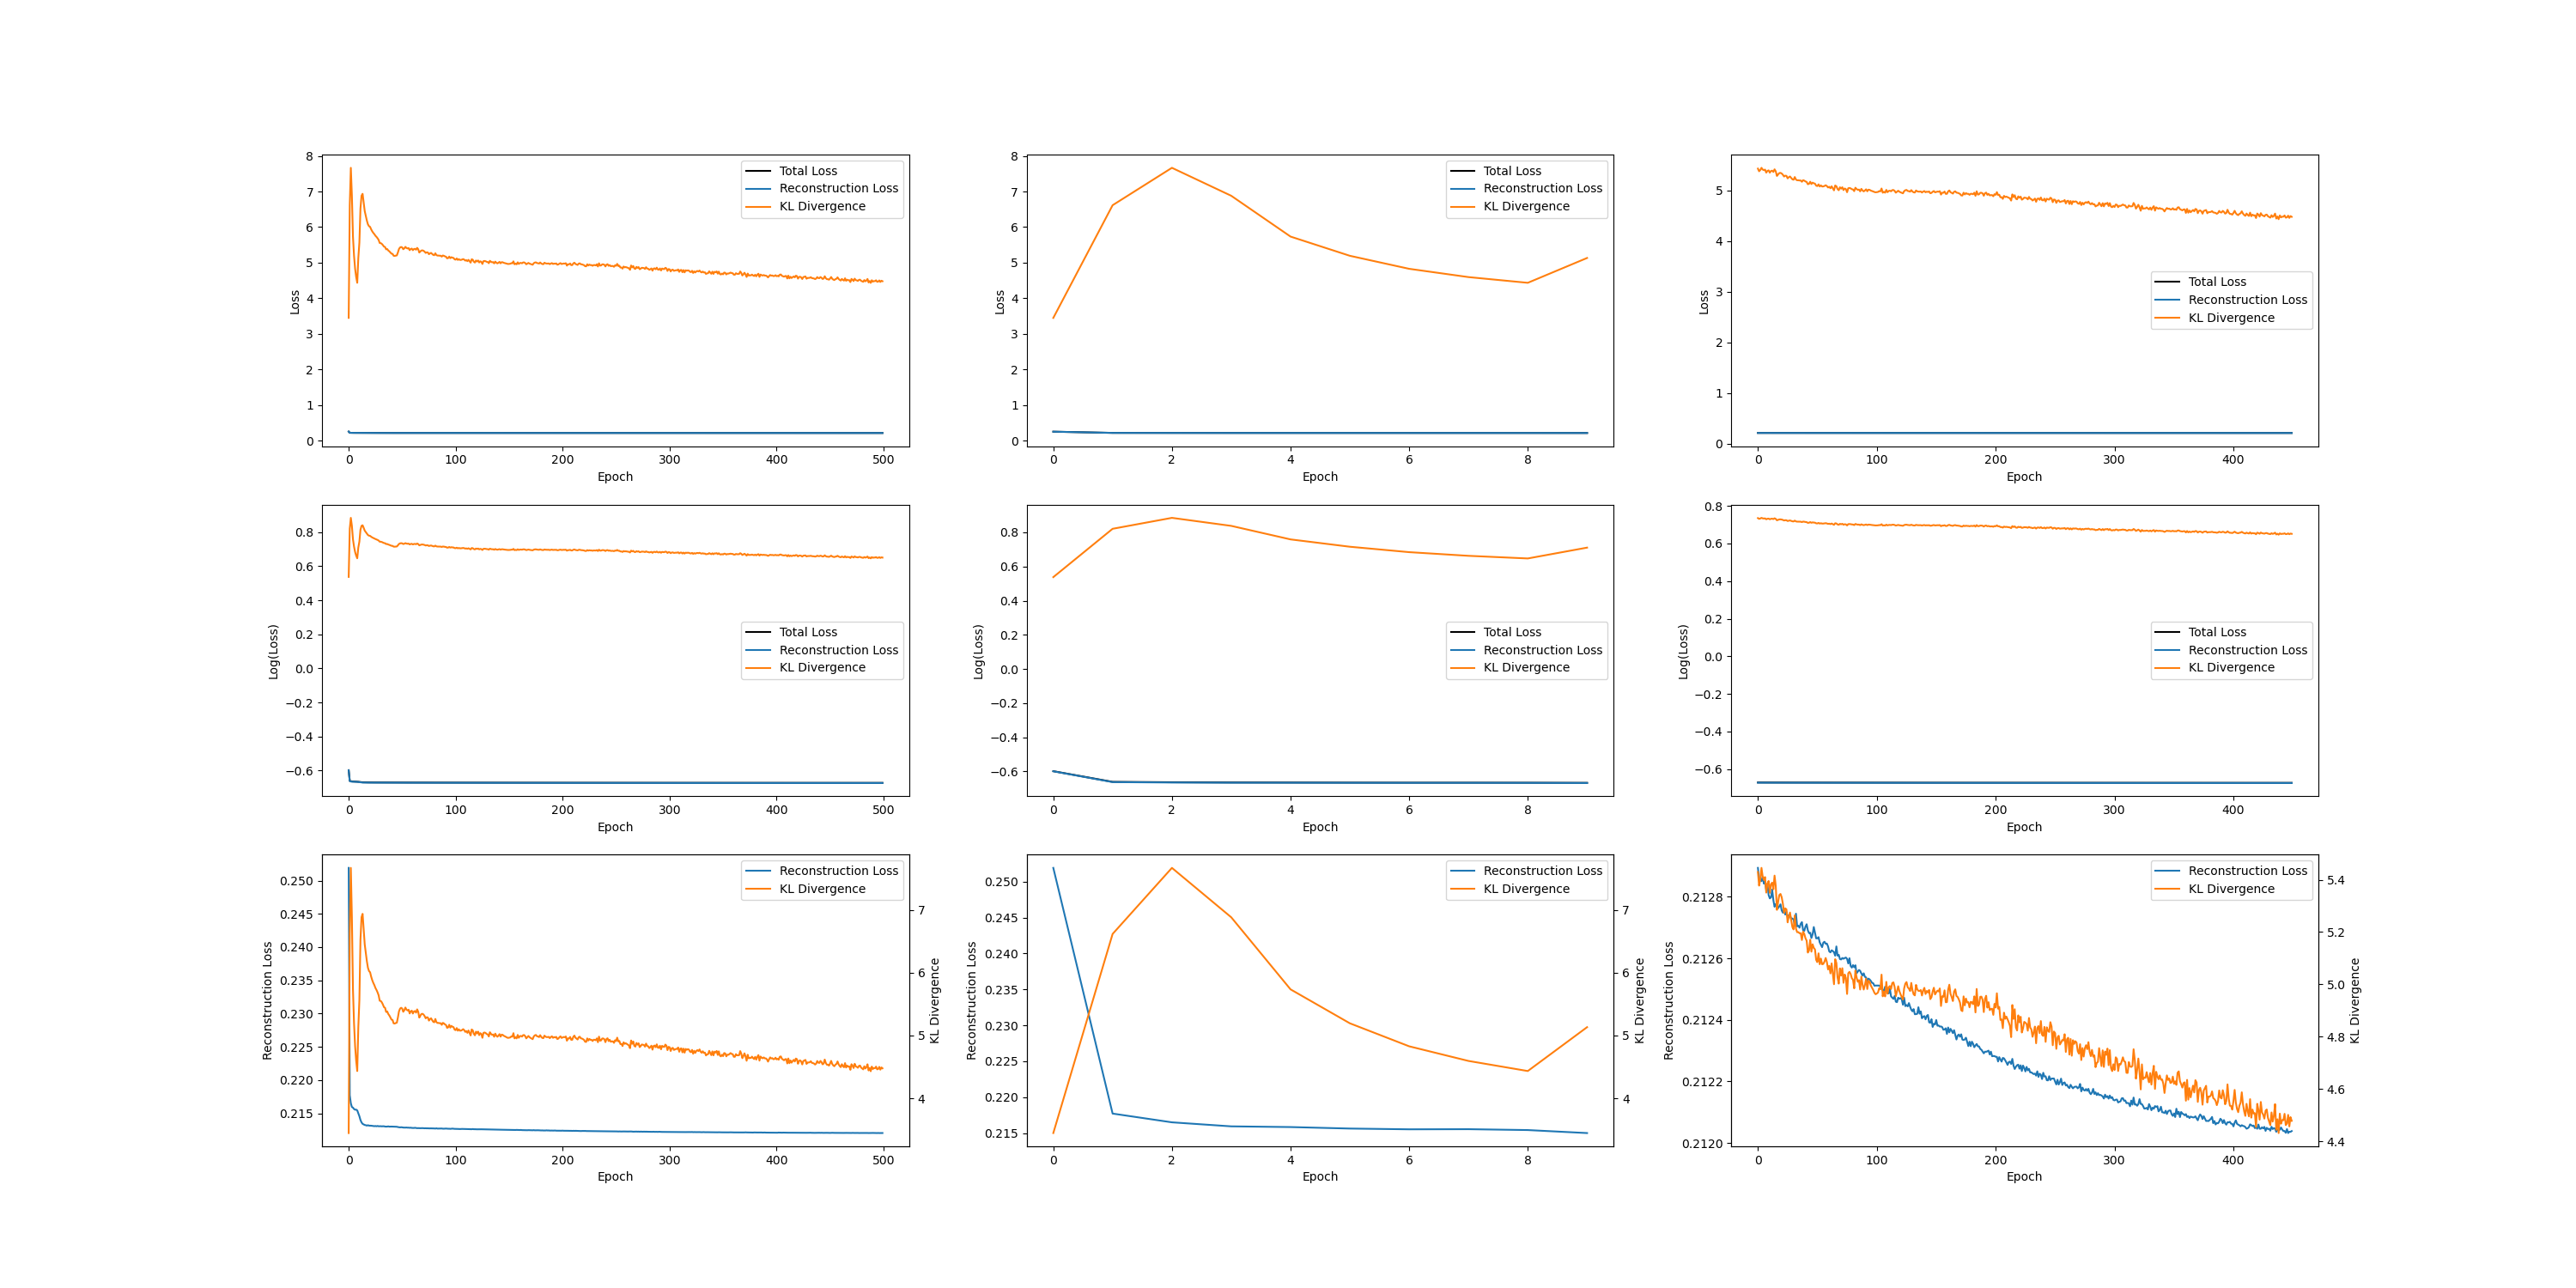 8
7
6
5
4
3
2
1
0
Loss
0 100 200 300 400 500
Epoch
Total Loss
Reconstruction Loss
KL Divergence
8
7
6
5
4
3
2
1
0
Loss
0 2 4 6 8
Epoch
Total Loss
Reconstruction Loss
KL Divergence
5
4
3
2
1
0
Loss
0 100 200 300 400
Epoch
Total Loss
Reconstruction Loss
KL Divergence
0.8
0.6
0.4
0.2
0.0
−0.2
−0.4
−0.6
Log(Loss)
0 100 200 300 400 500
Epoch
Total Loss
Reconstruction Loss
KL Divergence
0.8
0.6
0.4
0.2
0.0
−0.2
−0.4
−0.6
Log(Loss)
0 2 4 6 8
Epoch
Total Loss
Reconstruction Loss
KL Divergence
0.8
0.6
0.4
0.2
0.0
−0.2
−0.4
−0.6
Log(Loss)
0 100 200 300 400
Epoch
Total Loss
Reconstruction Loss
KL Divergence
0.250
0.245
0.240
0.235
0.230
0.225
0.220
0.215
Reconstruction Loss
0 100 200 300 400 500
Epoch
Reconstruction Loss
KL Divergence
7
6
5
4
KL Divergence
0.250
0.245
0.240
0.235
0.230
0.225
0.220
0.215
Reconstruction Loss
0 2 4 6 8
Epoch
Reconstruction Loss
KL Divergence
7
6
5
4
KL Divergence
0.2128
0.2126
0.2124
0.2122
0.2120
Reconstruction Loss
0 100 200 300 400
Epoch
Reconstruction Loss
KL Divergence
5.4
5.2
5.0
4.8
4.6
4.4
KL Divergence